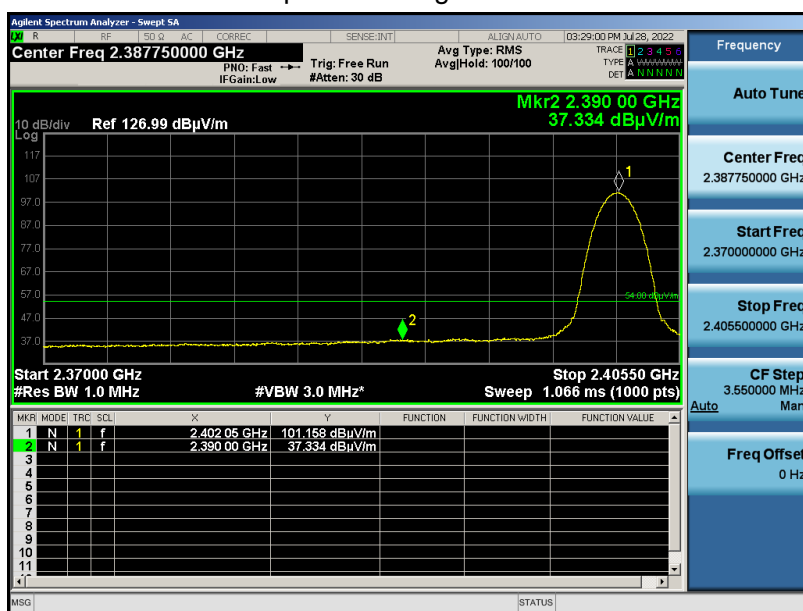 Agilent Spectrum Analyzer - Swept SA
LXI R RF 50 Ω AC CORREC SENSE:INT ALIGN AUTO 03:29:00 PM Jul 28, 2022
Center Freq 2.387750000 GHz Avg Type: RMS TRACE 1 2 3 4 5 6
PNO: Fast Trig: Free Run Avg|Hold: 100/100 TYPE A WWWWW
IFGain:Low #Atten: 30 dB DET A N N N N N
Mkr2 2.390 00 GHz
10 dB/div Ref 126.99 dBµV/m 37.334 dBµV/m
Log
117
107
1
97.0
87.0
77.0
67.0
57.0
54.00 dBµV/m
47.0
2
37.0
Start 2.37000 GHz Stop 2.40550 GHz
#Res BW 1.0 MHz #VBW 3.0 MHz* Sweep 1.066 ms (1000 pts)
MKR MODE TRC SCL X Y FUNCTION FUNCTION WIDTH FUNCTION VALUE
1 N 1 f 2.402 05 GHz 101.158 dBuV/m
2 N 1 f 2.390 00 GHz 37.334 dBuV/m
3
4
5
6
7
8
9
10
11
MSG STATUS
Frequency
Auto Tune
Center Freq
2.387750000 GHz
Start Freq
2.370000000 GHz
Stop Freq
2.405500000 GHz
CF Step
3.550000 MHz
Auto Man
Freq Offset
0 Hz